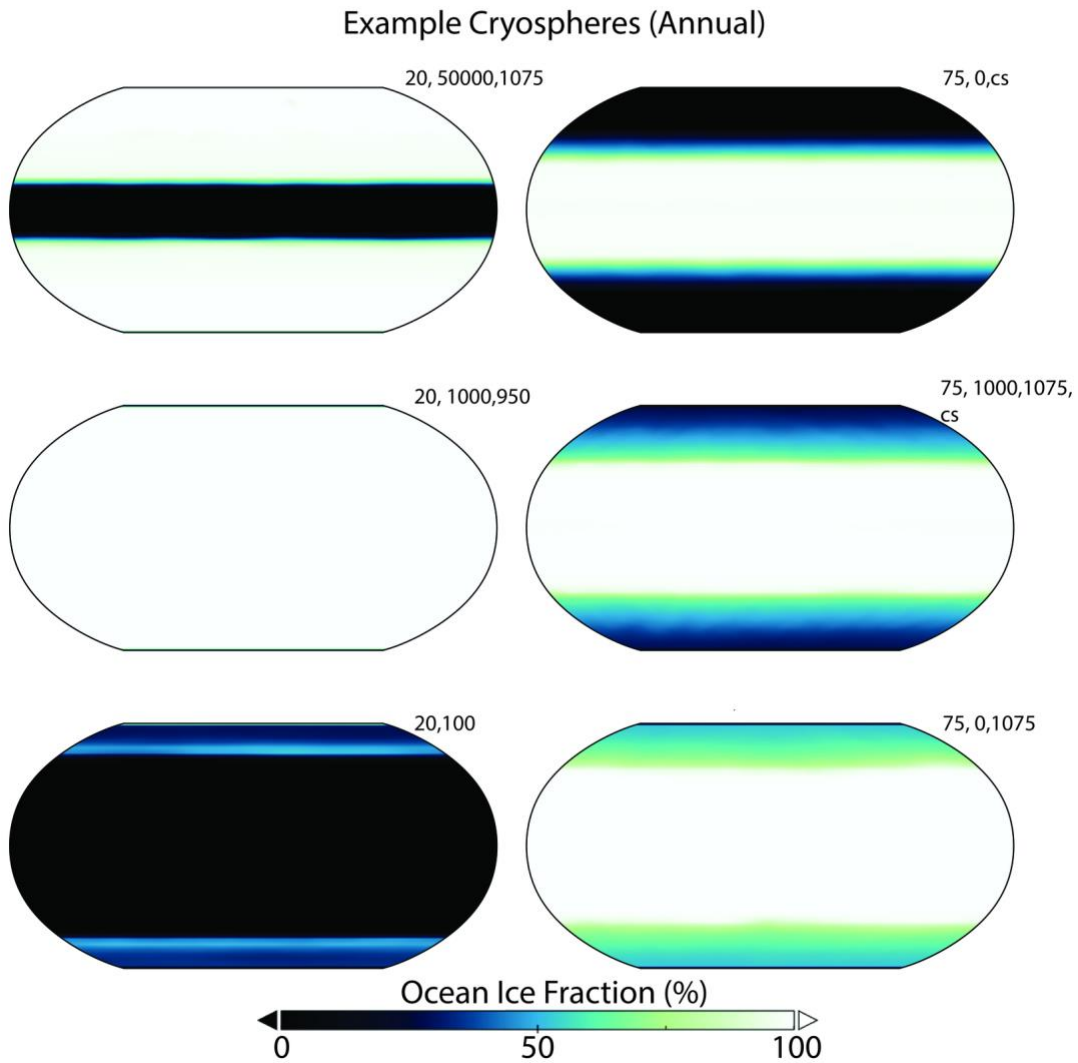 Example Cryospheres (Annual)
20, 50000,1075
75, 0,cs
20, 1000,950
75, 1000,1075,
cs
20,100
75, 0,1075
Ocean Ice Fraction (%)
0
50
100